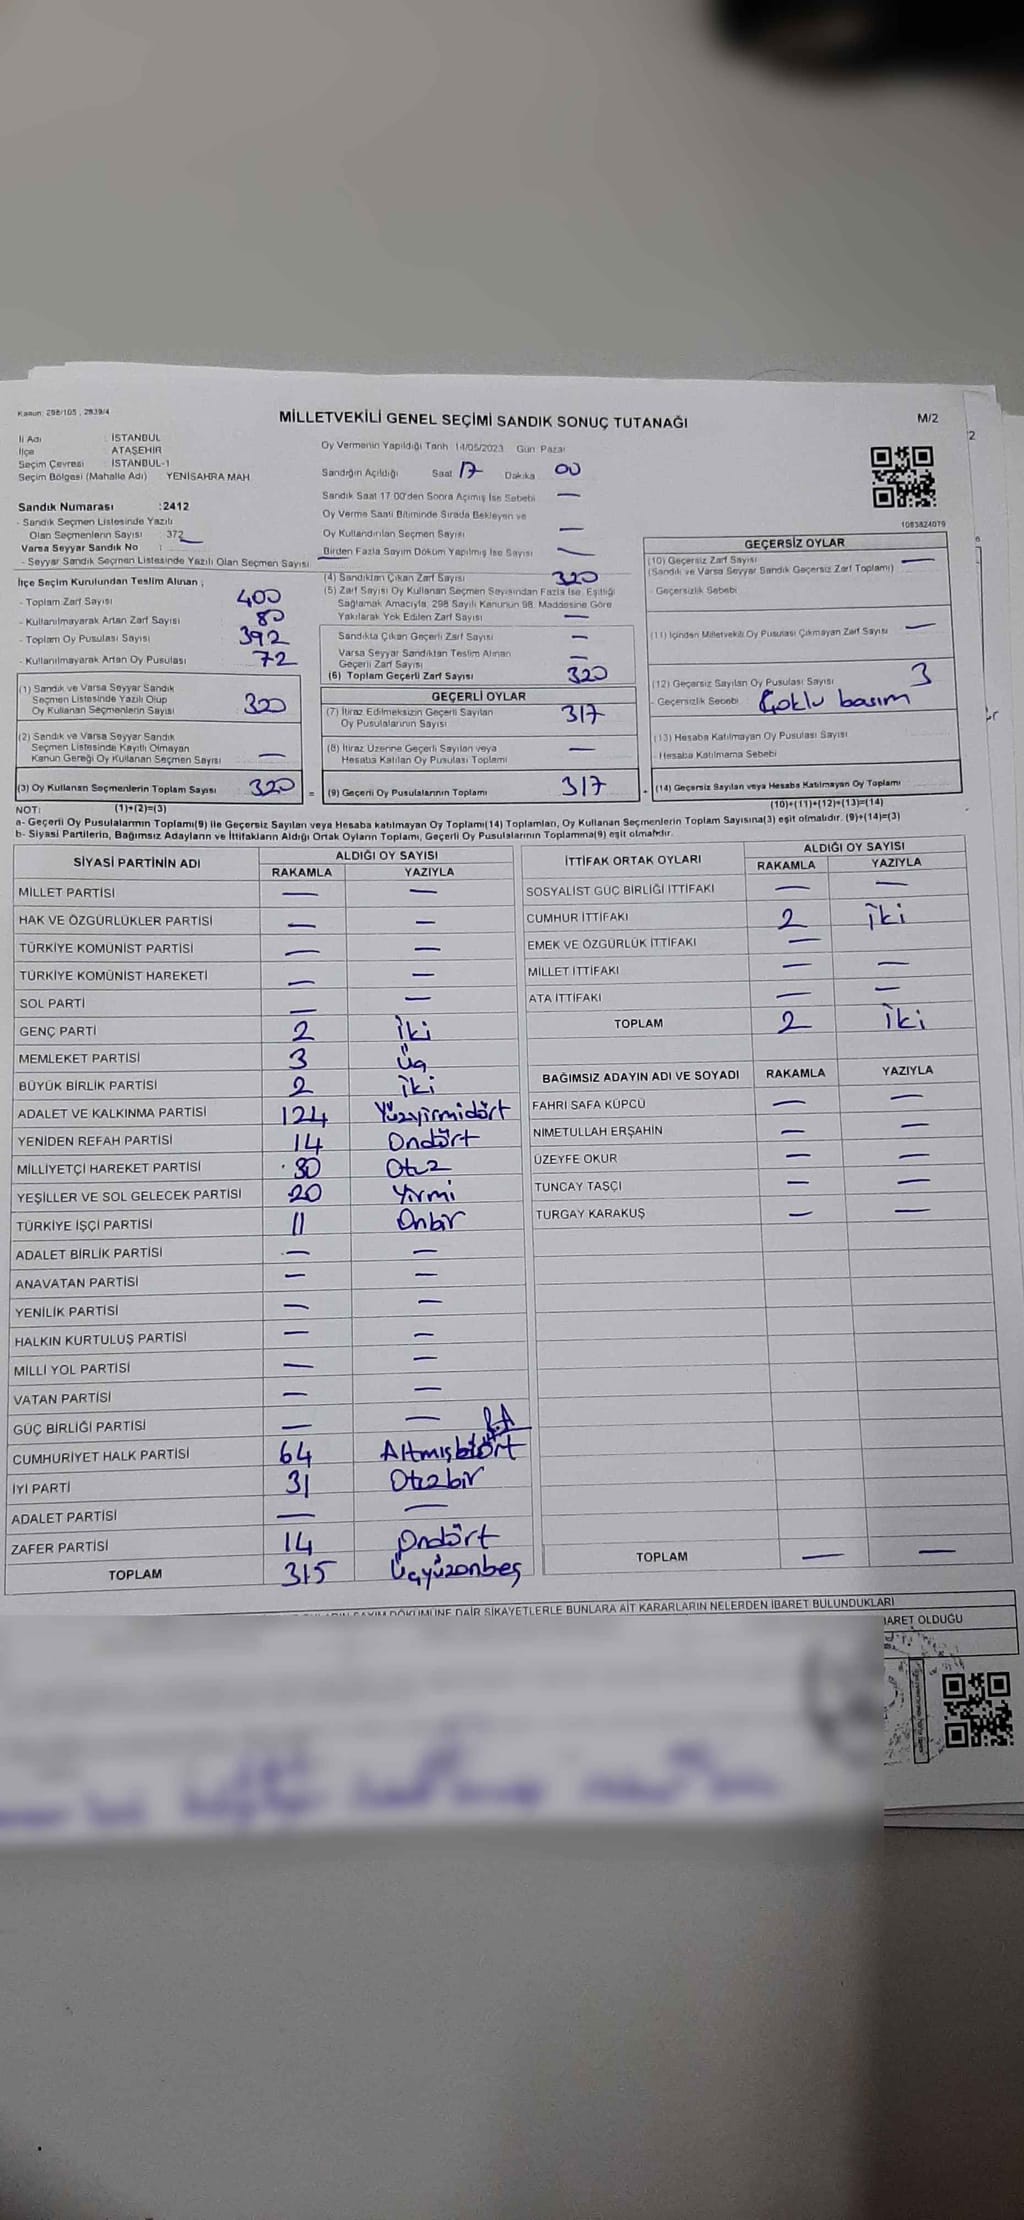 Kanun: 298/105 , 2839/4
MİLLETVEKİLİ GENEL SEÇİMİ SANDIK SONUÇ TUTANAĞI
M/2
2
İl Adı : İSTANBUL
İlçe : ATAŞEHİR
Seçim Çevresi : İSTANBUL-1
Seçim Bölgesi (Mahalle Adı) YENİSAHRA MAH
Oy Vermenin Yapıldığı Tarih 14/05/2023 Gün Pazar
Sandığın Açıldığı Saat 17 Dakika 00
Sandık Saat 17:00'den Sonra Açımış İse Sebebi —
Oy Verme Saati Bitiminde Sırada Bekleyen ve
Oy Kullandırılan Seçmen Sayısı —
Birden Fazla Sayım Döküm Yapılmış İse Sayısı —
1083824079
Sandık Numarası :2412
- Sandık Seçmen Listesinde Yazılı
Olan Seçmenlerin Sayısı 372
Varsa Seyyar Sandık No :
- Seyyar Sandık Seçmen Listesinde Yazılı Olan Seçmen Sayısı
İlçe Seçim Kurulundan Teslim Alınan ;
- Toplam Zarf Sayısı 400
- Kullanılmayarak Artan Zarf Sayısı 80
- Toplam Oy Pusulası Sayısı 392
- Kullanılmayarak Artan Oy Pusulası 72
(1) Sandık ve Varsa Seyyar Sandık
Seçmen Listesinde Yazılı Olup
Oy Kullanan Seçmenlerin Sayısı 320
(2) Sandık ve Varsa Seyyar Sandık
Seçmen Listesinde Kayıtlı Olmayan
Kanun Gereği Oy Kullanan Seçmen Sayısı —
(3) Oy Kullanan Seçmenlerin Toplam Sayısı 320 =
(4) Sandıktan Çıkan Zarf Sayısı 320
(5) Zarf Sayısı Oy Kullanan Seçmen Sayısından Fazla İse, Eşitliği
Sağlamak Amacıyla, 298 Sayılı Kanunun 98. Maddesine Göre
Yakılarak Yok Edilen Zarf Sayısı —
Sandıkta Çıkan Geçerli Zarf Sayısı —
Varsa Seyyar Sandıktan Teslim Alınan
Geçerli Zarf Sayısı —
(6) Toplam Geçerli Zarf Sayısı 320
GEÇERLİ OYLAR
(7) İtiraz Edilmeksizin Geçerli Sayılan
Oy Pusulalarının Sayısı 317
(8) İtiraz Üzerine Geçerli Sayılan veya
Hesaba Katılan Oy Pusulası Toplamı —
(9) Geçerli Oy Pusulalarının Toplamı 317 +
GEÇERSİZ OYLAR
(10) Geçersiz Zarf Sayısı —
(Sandık ve Varsa Seyyar Sandık Geçersiz Zarf Toplamı)
- Geçersizlik Sebebi
(11) İçinden Milletvekili Oy Pusulası Çıkmayan Zarf Sayısı —
(12) Geçersiz Sayılan Oy Pusulası Sayısı 3
- Geçersizlik Sebebi Çoklu basım
(13) Hesaba Katılmayan Oy Pusulası Sayısı
- Hesaba Katılmama Sebebi
(14) Geçersiz Sayılan veya Hesaba Katılmayan Oy Toplamı
NOT: (1)+(2)=(3) (10)+(11)+(12)+(13)=(14)
a- Geçerli Oy Pusulalarının Toplamı(9) ile Geçersiz Sayılan veya Hesaba katılmayan Oy Toplamı(14) Toplamları, Oy Kullanan Seçmenlerin Toplam Sayısına(3) eşit olmalıdır. (9)+(14)=(3)
b- Siyasi Partilerin, Bağımsız Adayların ve İttifakların Aldığı Ortak Oyların Toplamı, Geçerli Oy Pusulalarının Toplamına(9) eşit olmalıdır.
SİYASİ PARTİNİN ADI ALDIĞI OY SAYISI
RAKAMLA YAZIYLA
MİLLET PARTİSİ — —
HAK VE ÖZGÜRLÜKLER PARTİSİ — —
TÜRKİYE KOMÜNİST PARTİSİ — —
TÜRKİYE KOMÜNİST HAREKETİ — —
SOL PARTİ — —
GENÇ PARTİ 2 İki
MEMLEKET PARTİSİ 3 Üç
BÜYÜK BİRLİK PARTİSİ 2 İki
ADALET VE KALKINMA PARTİSİ 124 Yüzyirmidört
YENİDEN REFAH PARTİSİ 14 Ondört
MİLLİYETÇİ HAREKET PARTİSİ 30 Otuz
YEŞİLLER VE SOL GELECEK PARTİSİ 20 Yirmi
TÜRKİYE İŞÇİ PARTİSİ 11 Onbir
ADALET BİRLİK PARTİSİ — —
ANAVATAN PARTİSİ — —
YENİLİK PARTİSİ — —
HALKIN KURTULUŞ PARTİSİ — —
MİLLİ YOL PARTİSİ — —
VATAN PARTİSİ — —
GÜÇ BİRLİĞİ PARTİSİ — —
CUMHURİYET HALK PARTİSİ 64 Altmışdört
İYİ PARTİ 31 Otuzbir
ADALET PARTİSİ — —
ZAFER PARTİSİ 14 Ondört
TOPLAM 315 Üçyüzonbeş
İTTİFAK ORTAK OYLARI ALDIĞI OY SAYISI
RAKAMLA YAZIYLA
SOSYALİST GÜÇ BİRLİĞİ İTTİFAKI — —
CUMHUR İTTİFAKI 2 İki
EMEK VE ÖZGÜRLÜK İTTİFAKI —
MİLLET İTTİFAKI — —
ATA İTTİFAKI — —
TOPLAM 2 İki
BAĞIMSIZ ADAYIN ADI VE SOYADI RAKAMLA YAZIYLA
FAHRİ SAFA KÜPCÜ — —
NİMETULLAH ERŞAHİN — —
ÜZEYFE OKUR — —
TUNCAY TAŞÇI — —
TURGAY KARAKUŞ — —
TOPLAM — —
DÖKÜMÜNE DAİR ŞİKAYETLERLE BUNLARA AİT KARARLARIN NELERDEN İBARET BULUNDUKLARI
OLDUĞU